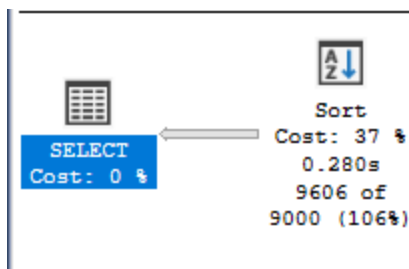 SELECT
Cost: 0 %
A
Z
Sort
Cost: 37 %
0.280s
9606 of
9000 (106%)